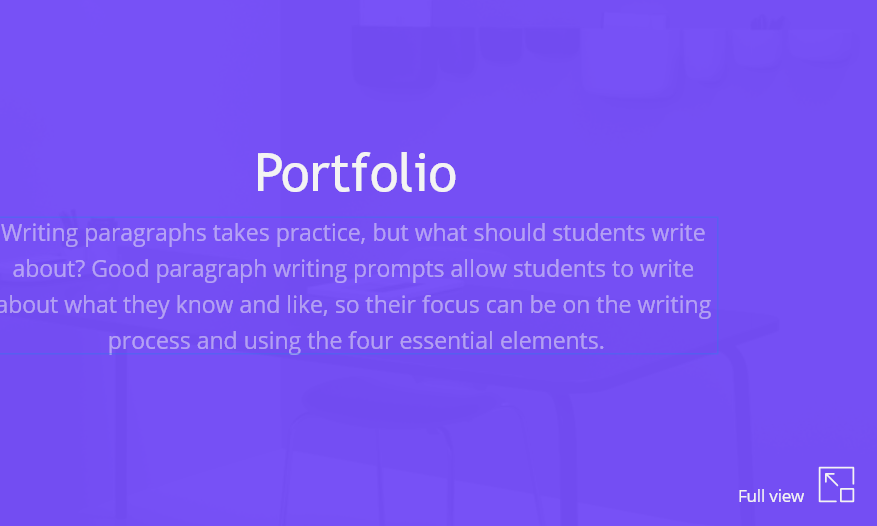 Portfolio
Writing paragraphs takes practice, but what should students write
about? Good paragraph writing prompts allow students to write
about what they know and like, so their focus can be on the writing
process and using the four essential elements.
Full view